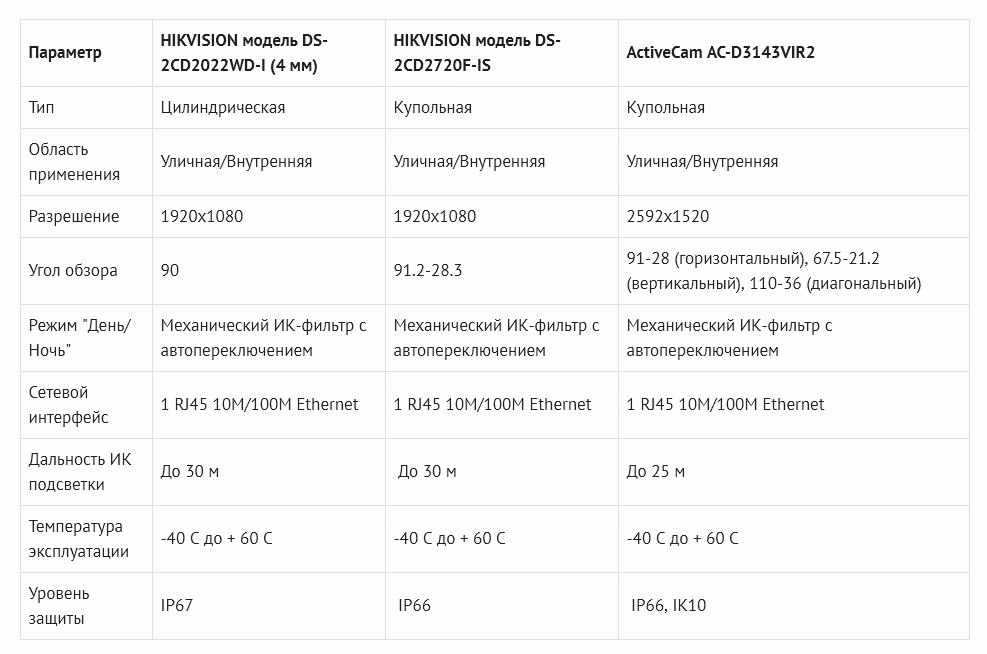 Параметр
HIKVISION модель DS-
2CD2022WD-I (4 мм)
HIKVISION модель DS-
2CD2720F-IS
ActiveCam AC-D3143VIR2
Тип
Цилиндрическая
Купольная
Купольная
Область
применения
Уличная/Внутренняя
Уличная/Внутренняя
Уличная/Внутренняя
Разрешение
1920x1080
1920x1080
2592x1520
Угол обзора
90
91.2-28.3
91-28 (горизонтальный), 67.5-21.2
(вертикальный), 110-36 (диагональный)
Режим "День/
Ночь"
Механический ИК-фильтр с
автопереключением
Механический ИК-фильтр с
автопереключением
Механический ИК-фильтр с
автопереключением
Сетевой
интерфейс
1 RJ45 10M/100M Ethernet
1 RJ45 10M/100M Ethernet
1 RJ45 10M/100M Ethernet
Дальность ИК
подсветки
До 30 м
До 30 м
До 25 м
Температура
эксплуатации
-40 С до + 60 С
-40 С до + 60 С
-40 С до + 60 С
Уровень
защиты
IP67
IP66
IP66, IK10